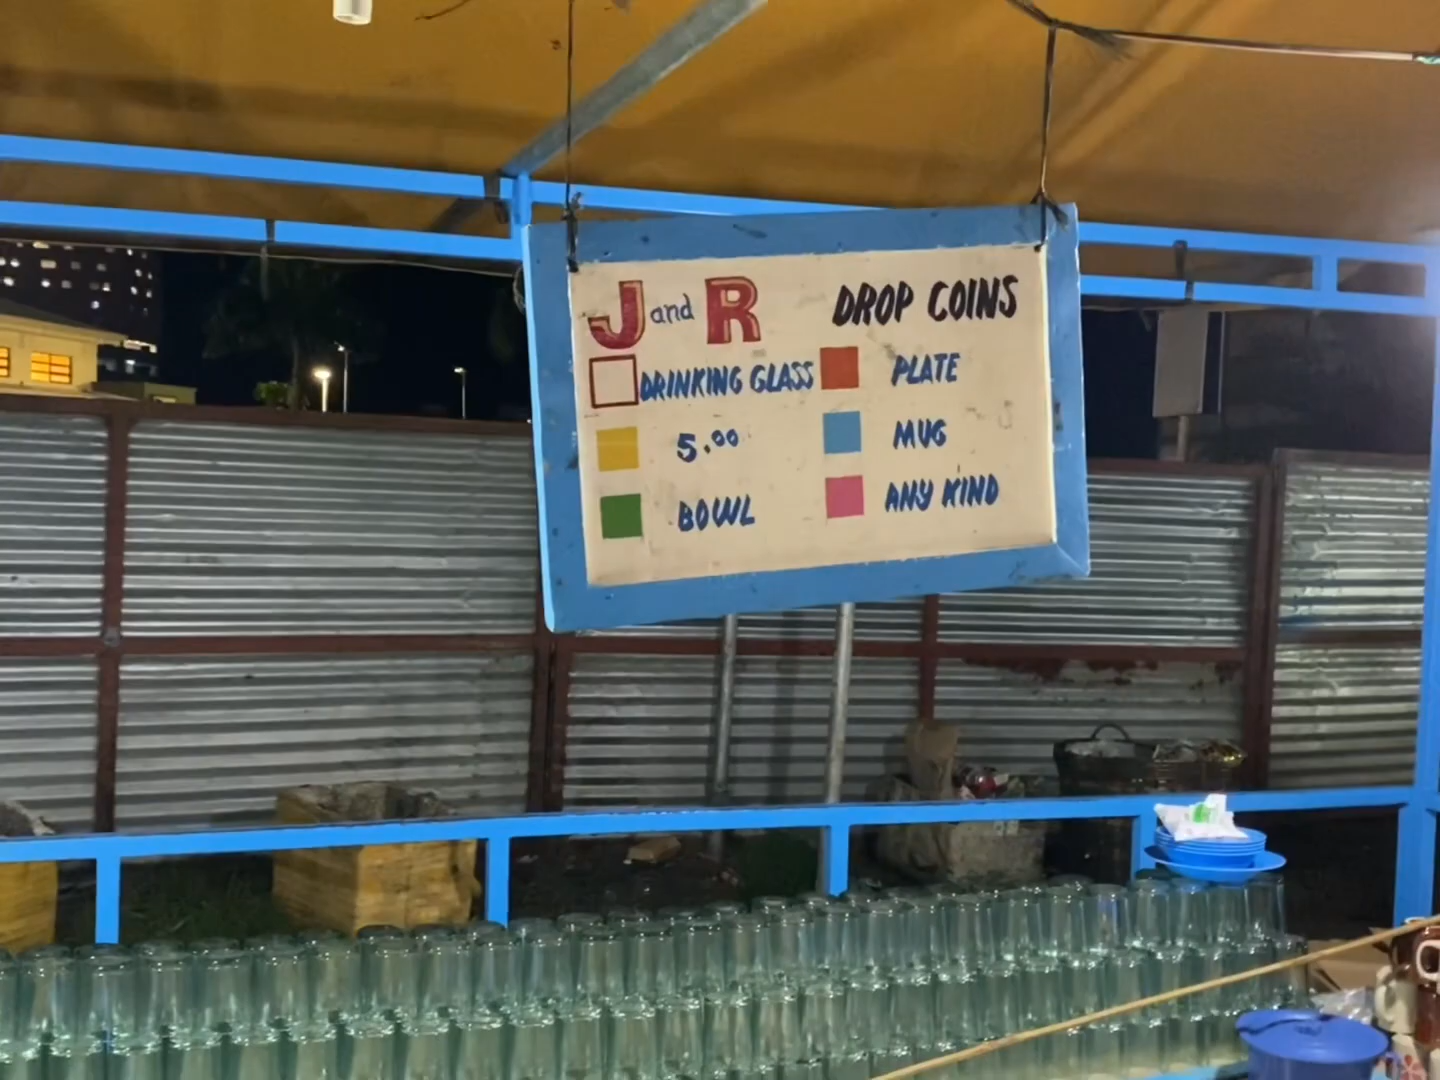 J and R DROP COINS
DRINKING GLASS PLATE
5.00 MUG
BOWL ANY KIND